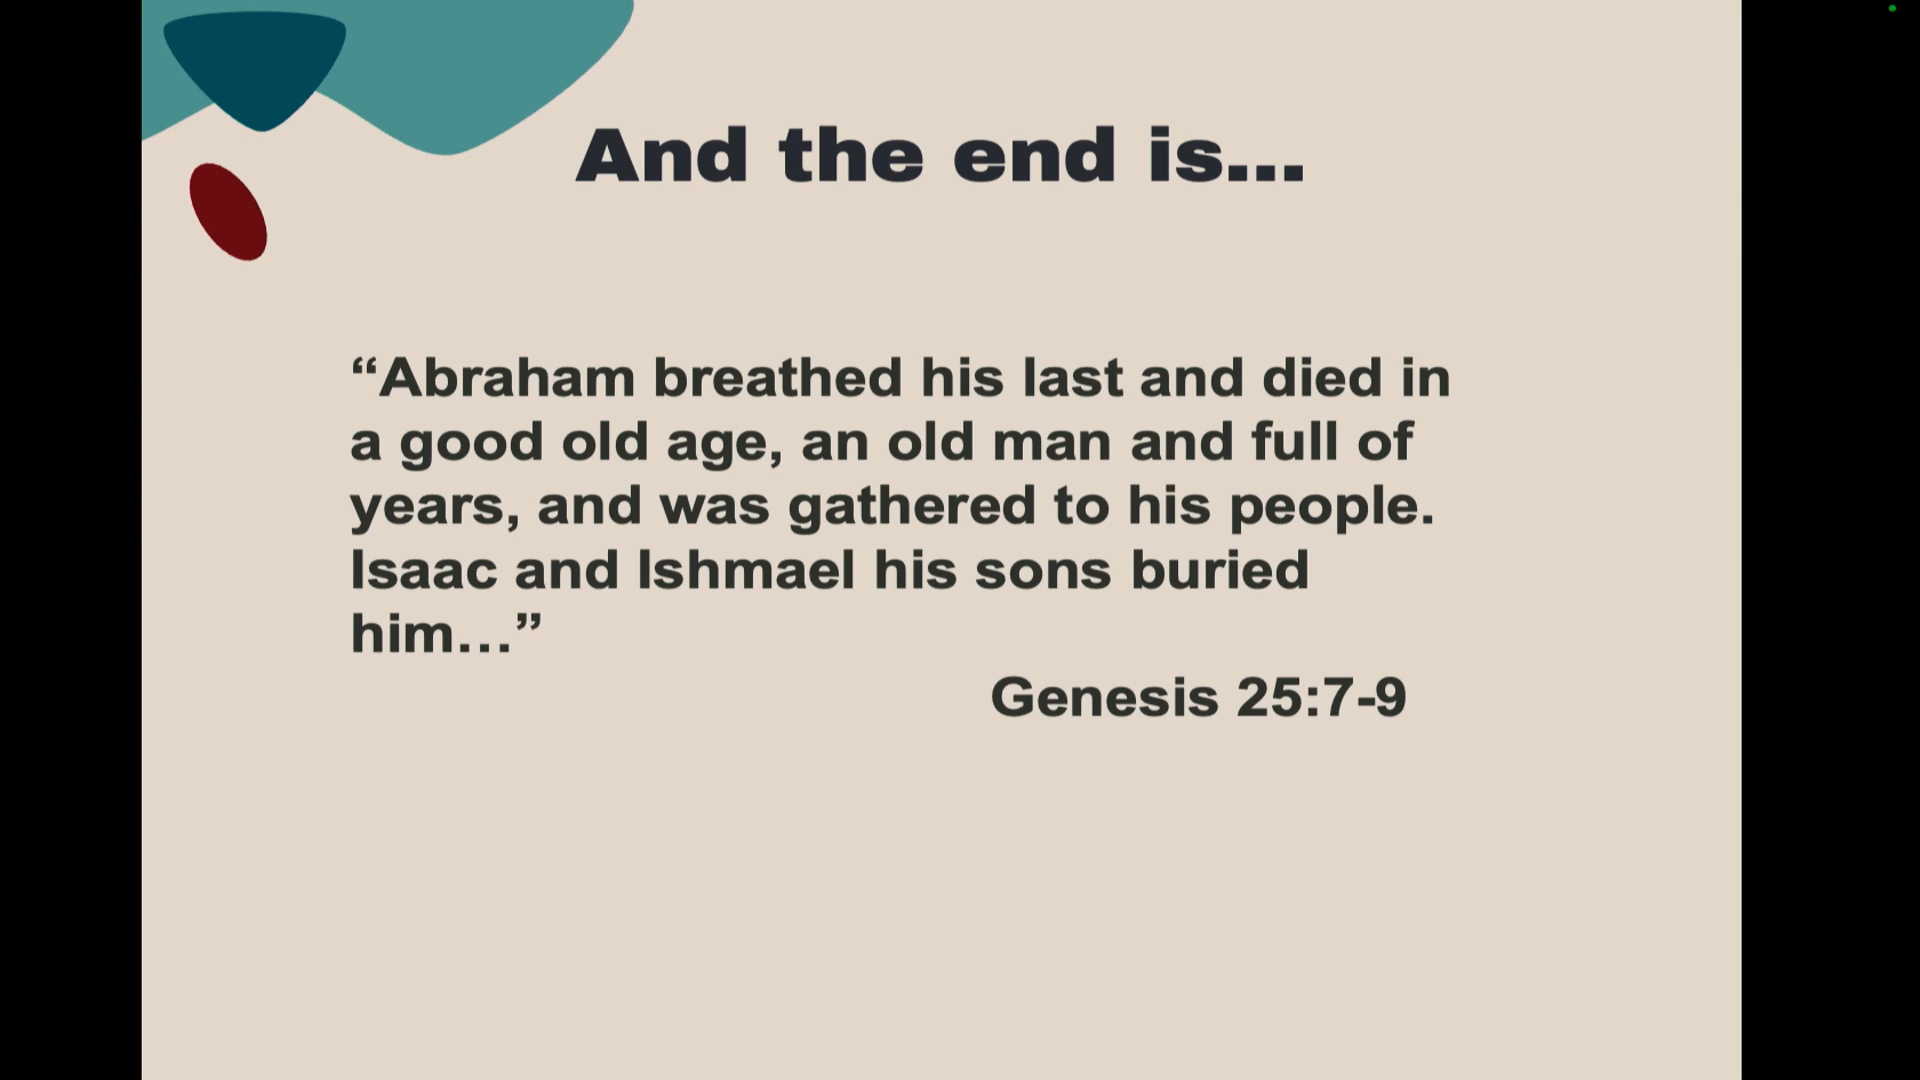 And the end is...
“Abraham breathed his last and died in
a good old age, an old man and full of
years, and was gathered to his people.
Isaac and Ishmael his sons buried
him…”
Genesis 25:7-9